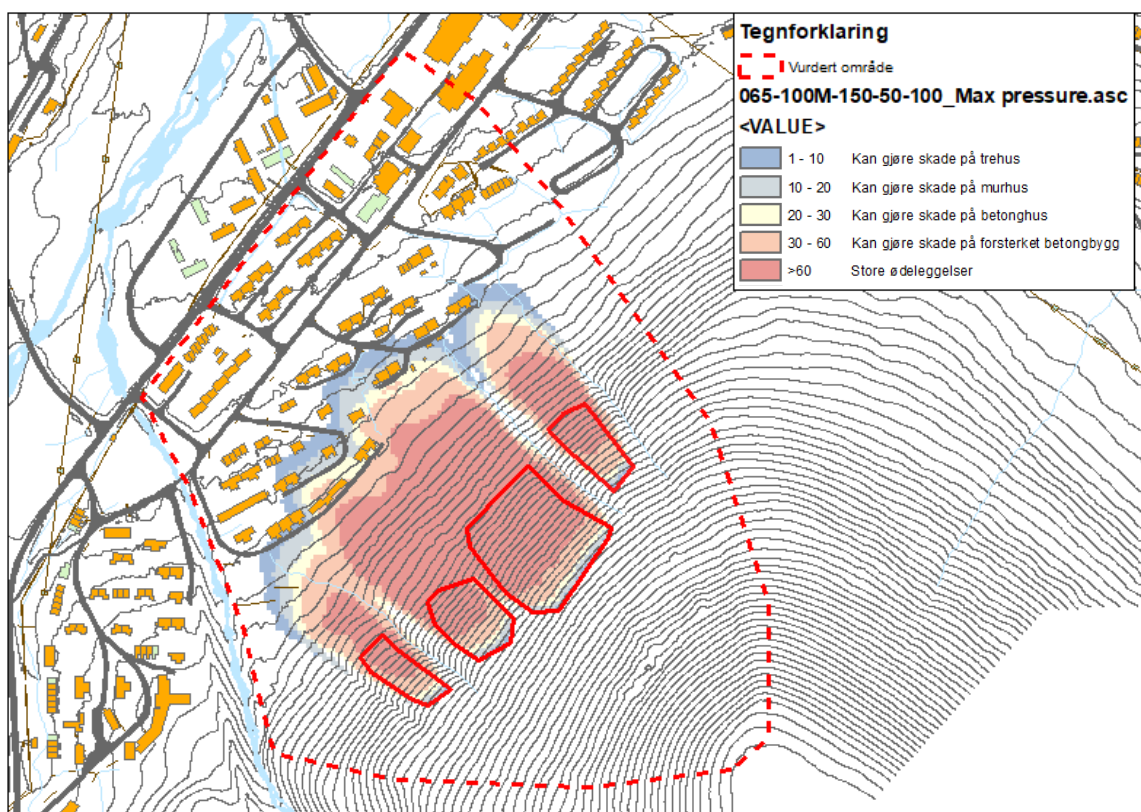 Tegnforklaring
Vurdert område
065-100M-150-50-100_Max pressure.asc
<VALUE>
1 - 10 Kan gjøre skade på trehus
10 - 20 Kan gjøre skade på murhus
20 - 30 Kan gjøre skade på betonghus
30 - 60 Kan gjøre skade på forsterket betongbygg
>60 Store ødeleggelser